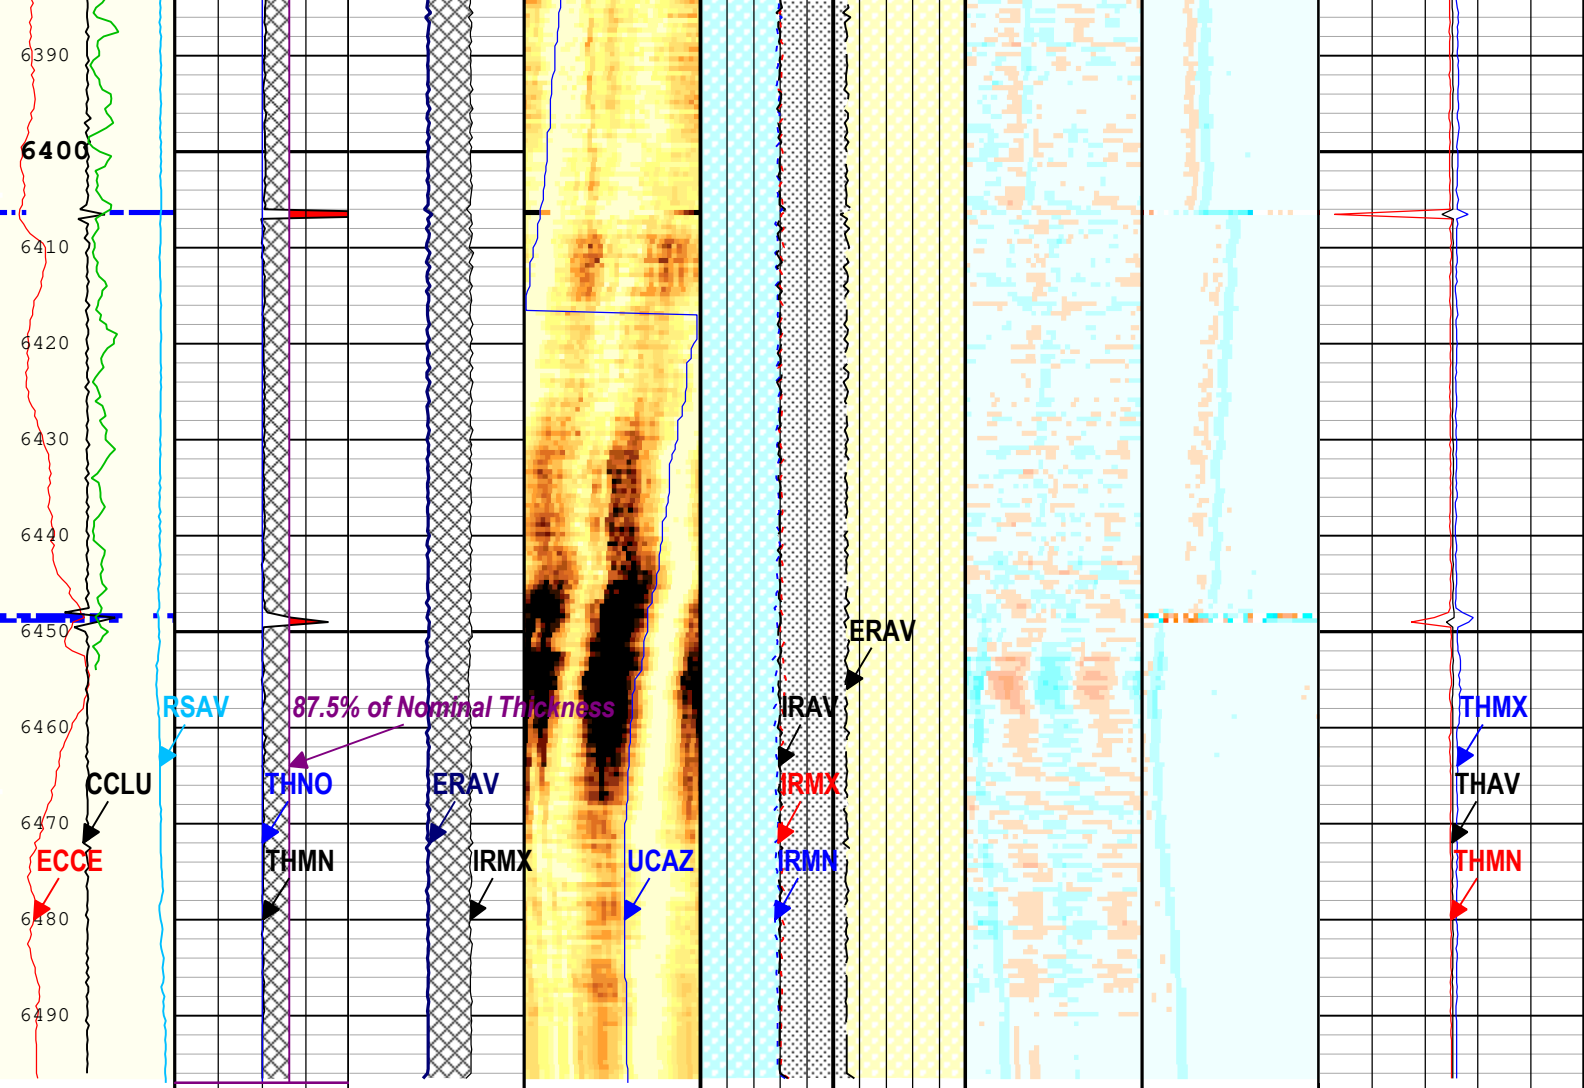 6390
6400
6410
6420
6430
6440
6450
ERAV
RSAV
87.5% of Nominal Thickness
IRAV
THMX
6460
CCLU
THNO
ERAV
IRMX
THAV
6470
ECCE
THMN
IRMX
UCAZ
IRMN
THMN
6480
6490